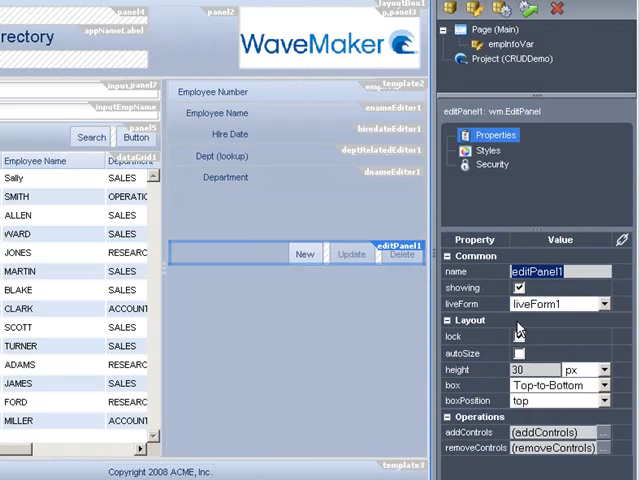 panel4
panel2
layoutBox1
panel3
appNameLabel
rectory
WaveMaker
Page (Main)
empInfoVar
Project (CRUDDemo)
input panel7
template2
Employee Number
inputEmpName
Employee Name
enameEditor1
editPanel1: wm.EditPanel
panel5
Hire Date
hiredateEditor1
Search
Button
Properties
Dept (lookup)
deptRelatedEditor1
Styles
Employee Name
dataGrid1
Security
Department
dnameEditor1
Sally
SALES
SMITH
OPERATIC
ALLEN
SALES
WARD
SALES
JONES
RESEARC
MARTIN
SALES
BLAKE
SALES
CLARK
ACCOUNT
SCOTT
SALES
TURNER
SALES
ADAMS
RESEARC
JAMES
SALES
FORD
RESEARC
MILLER
ACCOUNT
editPanel1
New
Update
Delete
Property
Value
Common
name
editPanel1
showing
liveForm
liveForm1
Layout
lock
autoSize
height
30
px
box
Top-to-Bottom
boxPosition
top
Operations
addControls
(addControls)
...
removeControls
(removeControls)
...
template3
Copyright 2008 ACME, Inc.